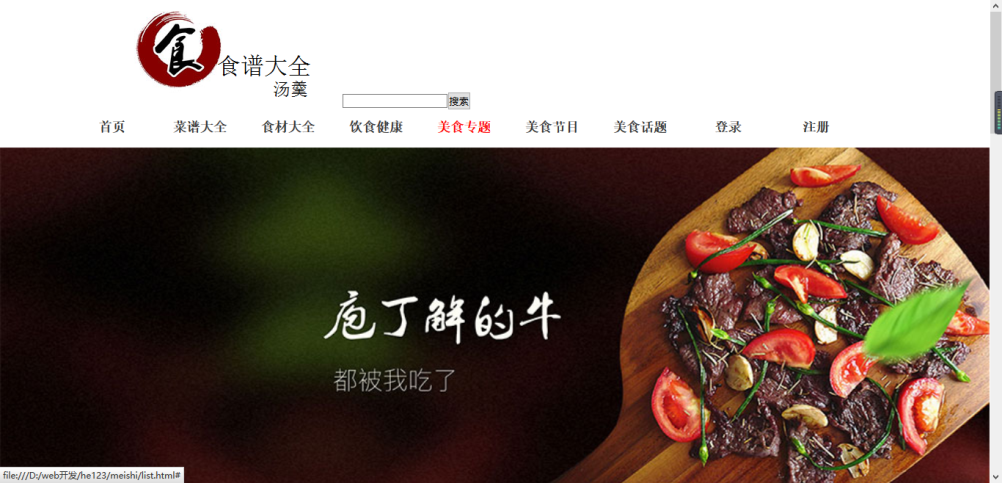 食
食谱大全
汤羹
搜索
首页 菜谱大全 食材大全 饮食健康 美食专题 美食节目 美食话题 登录 注册
庖丁解的牛
都被我吃了
file:///D:/web开发/he123/meishi/list.html#